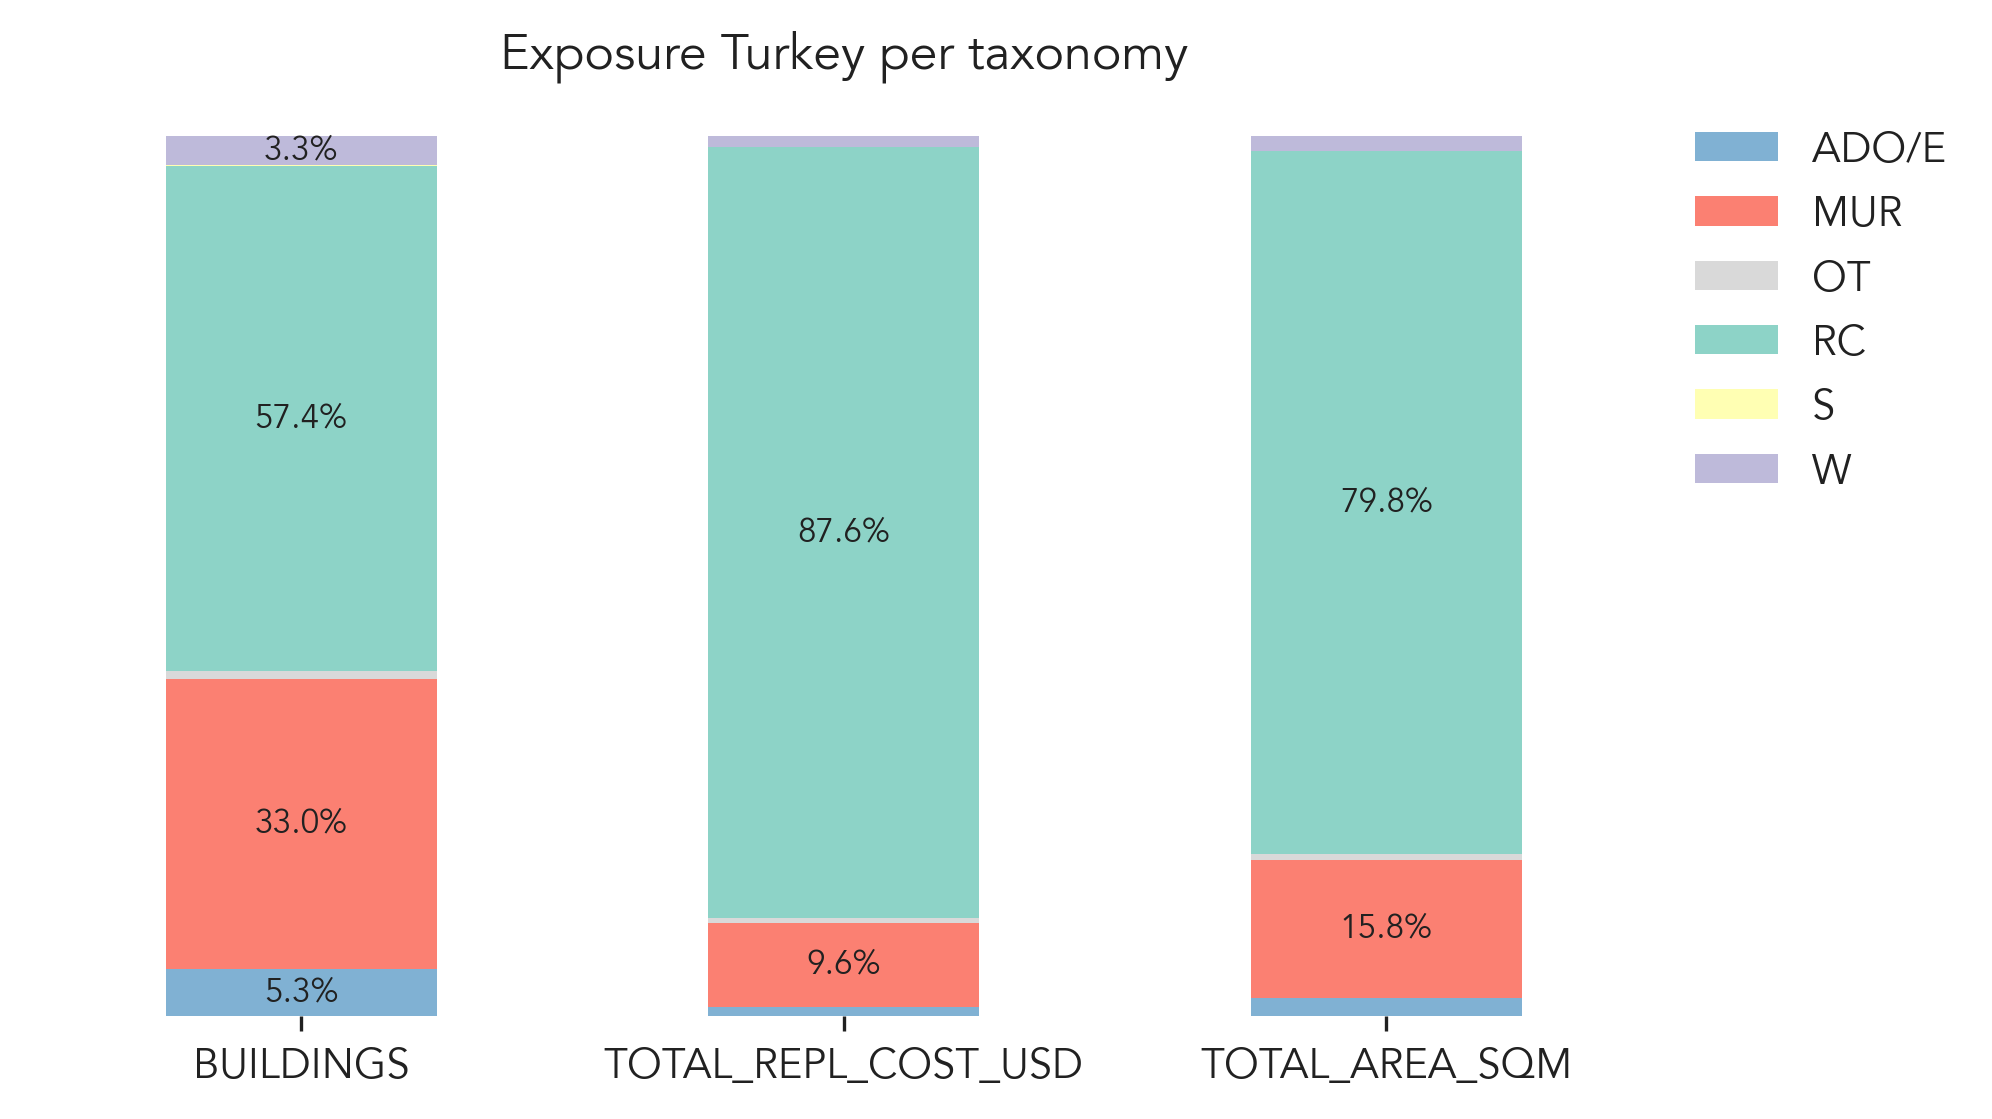 Exposure Turkey per taxonomy
3.3%
57.4%
33.0%
5.3%
BUILDINGS
87.6%
9.6%
TOTAL_REPL_COST_USD
79.8%
15.8%
TOTAL_AREA_SQM
ADO/E
MUR
OT
RC
S
W